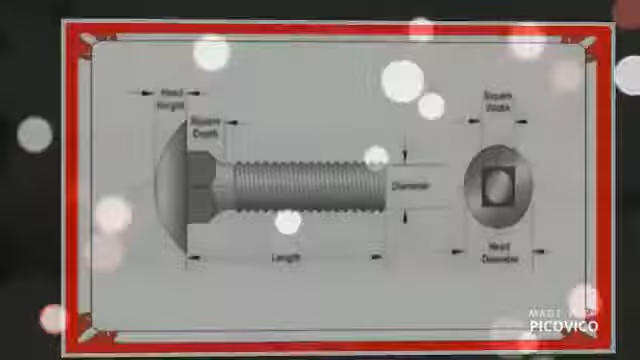 Head
Height
Square
Depth
Diameter
Length
Square
Width
Head
Diameter
MADE WITH
PICOVICO